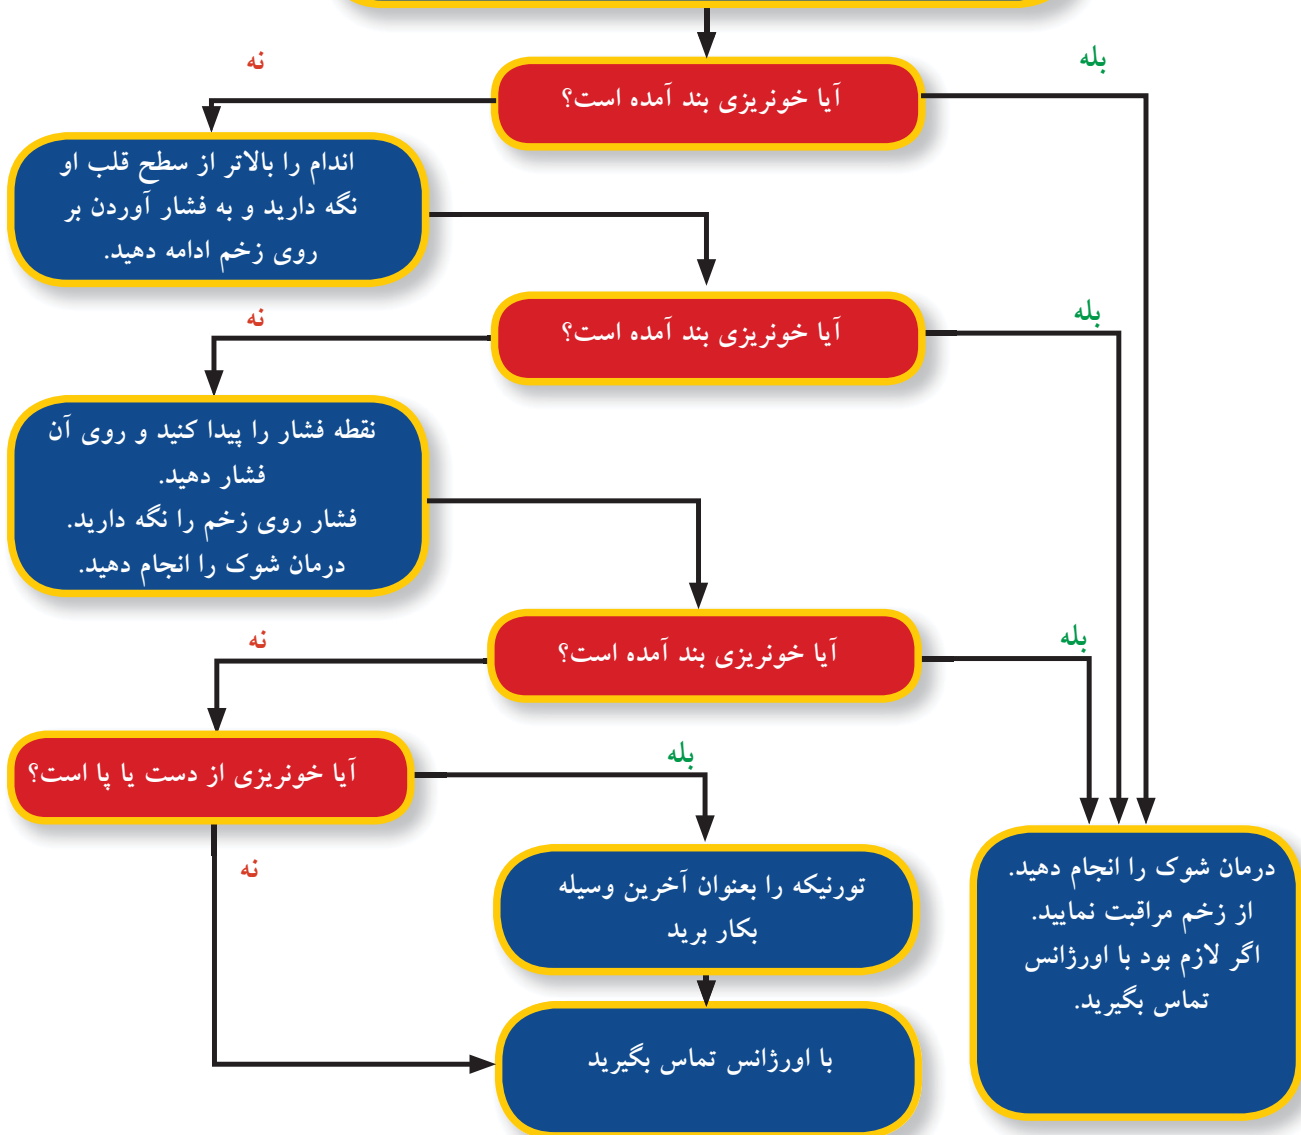 بله
نه
آیا خونریزی بند آمده است؟
اندام را بالاتر از سطح قلب او
نگه دارید و به فشار آوردن بر
روی زخم ادامه دهید.
بله
نه
آیا خونریزی بند آمده است؟
نقطه فشار را پیدا کنید و روی آن
فشار دهید.
فشار روی زخم را نگه دارید.
درمان شوک را انجام دهید.
بله
نه
آیا خونریزی بند آمده است؟
بله
آیا خونریزی از دست یا پا است؟
نه
تورنیکه را بعنوان آخرین وسیله
بکار برید
با اورژانس تماس بگیرید
درمان شوک را انجام دهید.
از زخم مراقبت نمایید.
اگر لازم بود با اورژانس
تماس بگیرید.